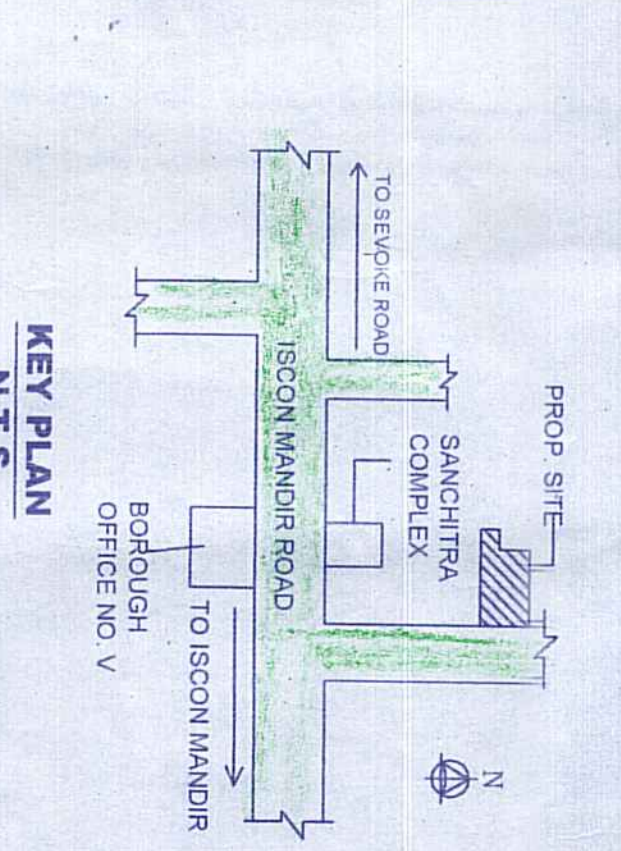 PROP. SITE
N
TO SEVOKE ROAD
SANCHITRA
COMPLEX
ISCON MANDIR ROAD
TO ISCON MANDIR
BOROUGH
OFFICE NO. V
KEY PLAN
N.T.S